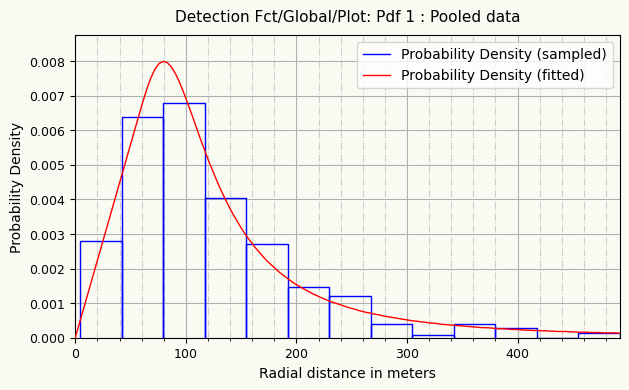 Detection Fct/Global/Plot: Pdf 1 : Pooled data
Probability Density (sampled)
Probability Density (fitted)
Probability Density
0.008
0.007
0.006
0.005
0.004
0.003
0.002
0.001
0.000
0 100 200 300 400
Radial distance in meters